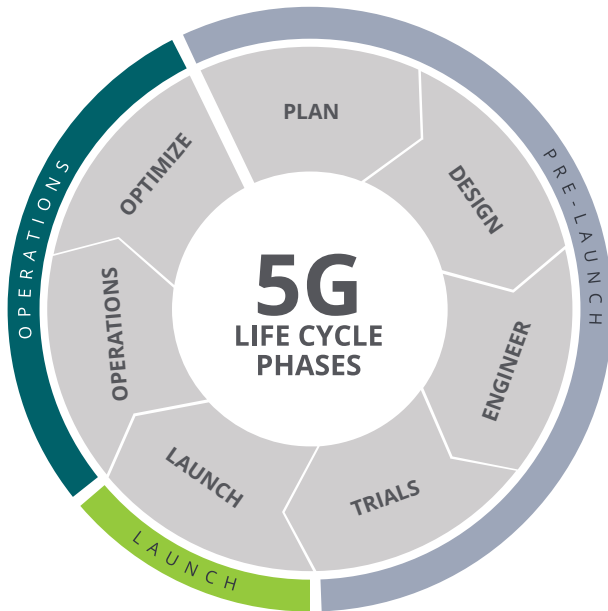 5G
LIFE CYCLE
PHASES
PLAN
DESIGN
ENGINEER
TRIALS
LAUNCH
OPERATIONS
OPTIMIZE
PRE-LAUNCH
LAUNCH
OPERATIONS